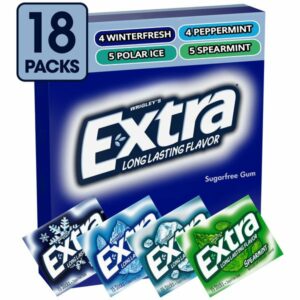 18
PACKS
4 WINTERFRESH
4 PEPPERMINT
5 POLAR ICE
5 SPEARMINT
WRIGLEY'S
Extra
LONG LASTING FLAVOR
Sugarfree Gum
Extra
Extra
Extra
Extra
SPEARMINT